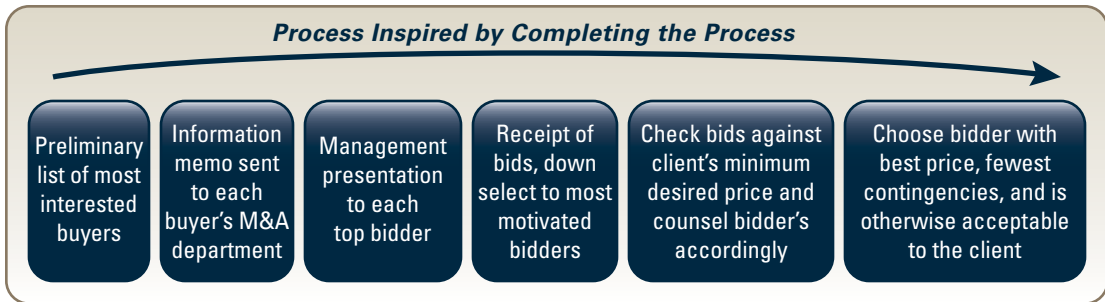 Process Inspired by Completing the Process
Preliminary
list of most
interested
buyers
Information
memo sent
to each
buyer's M&A
department
Management
presentation
to each
top bidder
Receipt of
bids, down
select to most
motivated
bidders
Check bids against
client's minimum
desired price and
counsel bidder's
accordingly
Choose bidder with
best price, fewest
contingencies, and is
otherwise acceptable
to the client